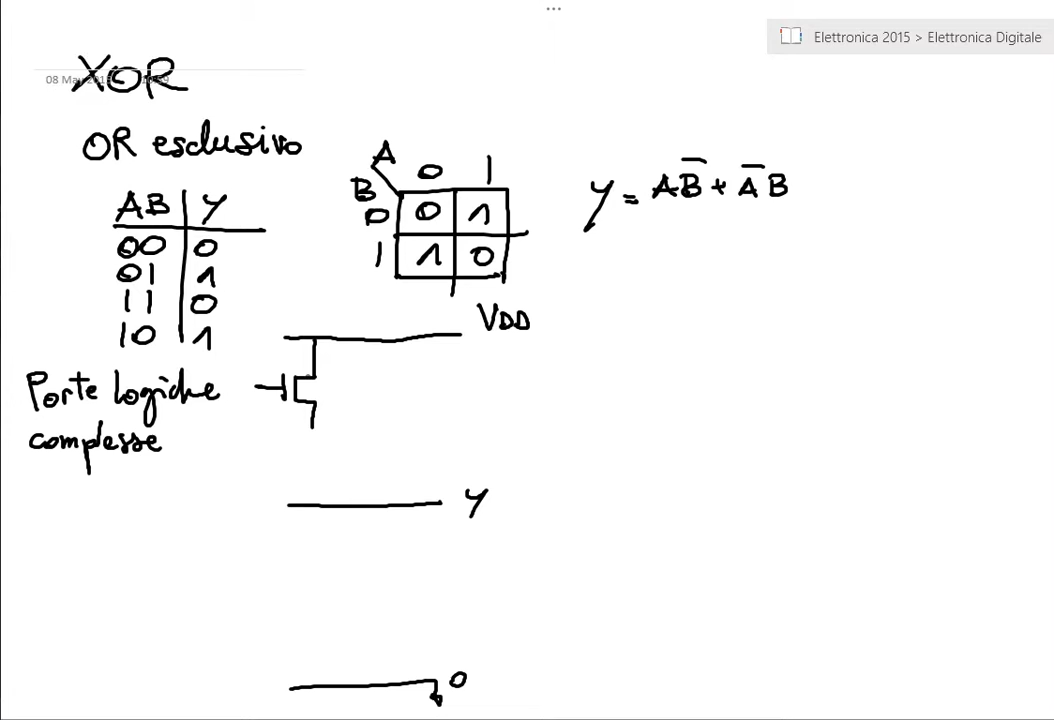 Elettronica 2015 > Elettronica Digitale
XOR
OR esclusivo
AB Y
00 0
01 1
11 0
10 1
A 0 1
B
0 0 1
1 1 0
Y = AB̅ + A̅B
VDD
Porte logiche
complesse
Y
0